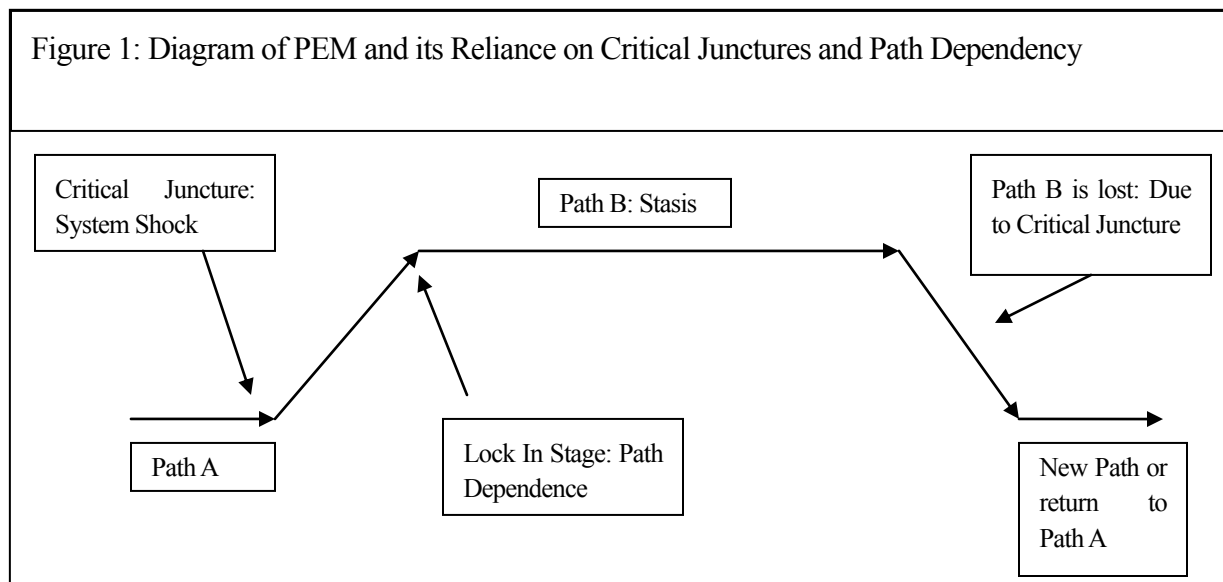 Figure 1: Diagram of PEM and its Reliance on Critical Junctures and Path Dependency
Critical Juncture:
System Shock
Path B: Stasis
Path B is lost: Due
to Critical Juncture
Path A
Lock In Stage: Path
Dependence
New Path or
return to
Path A